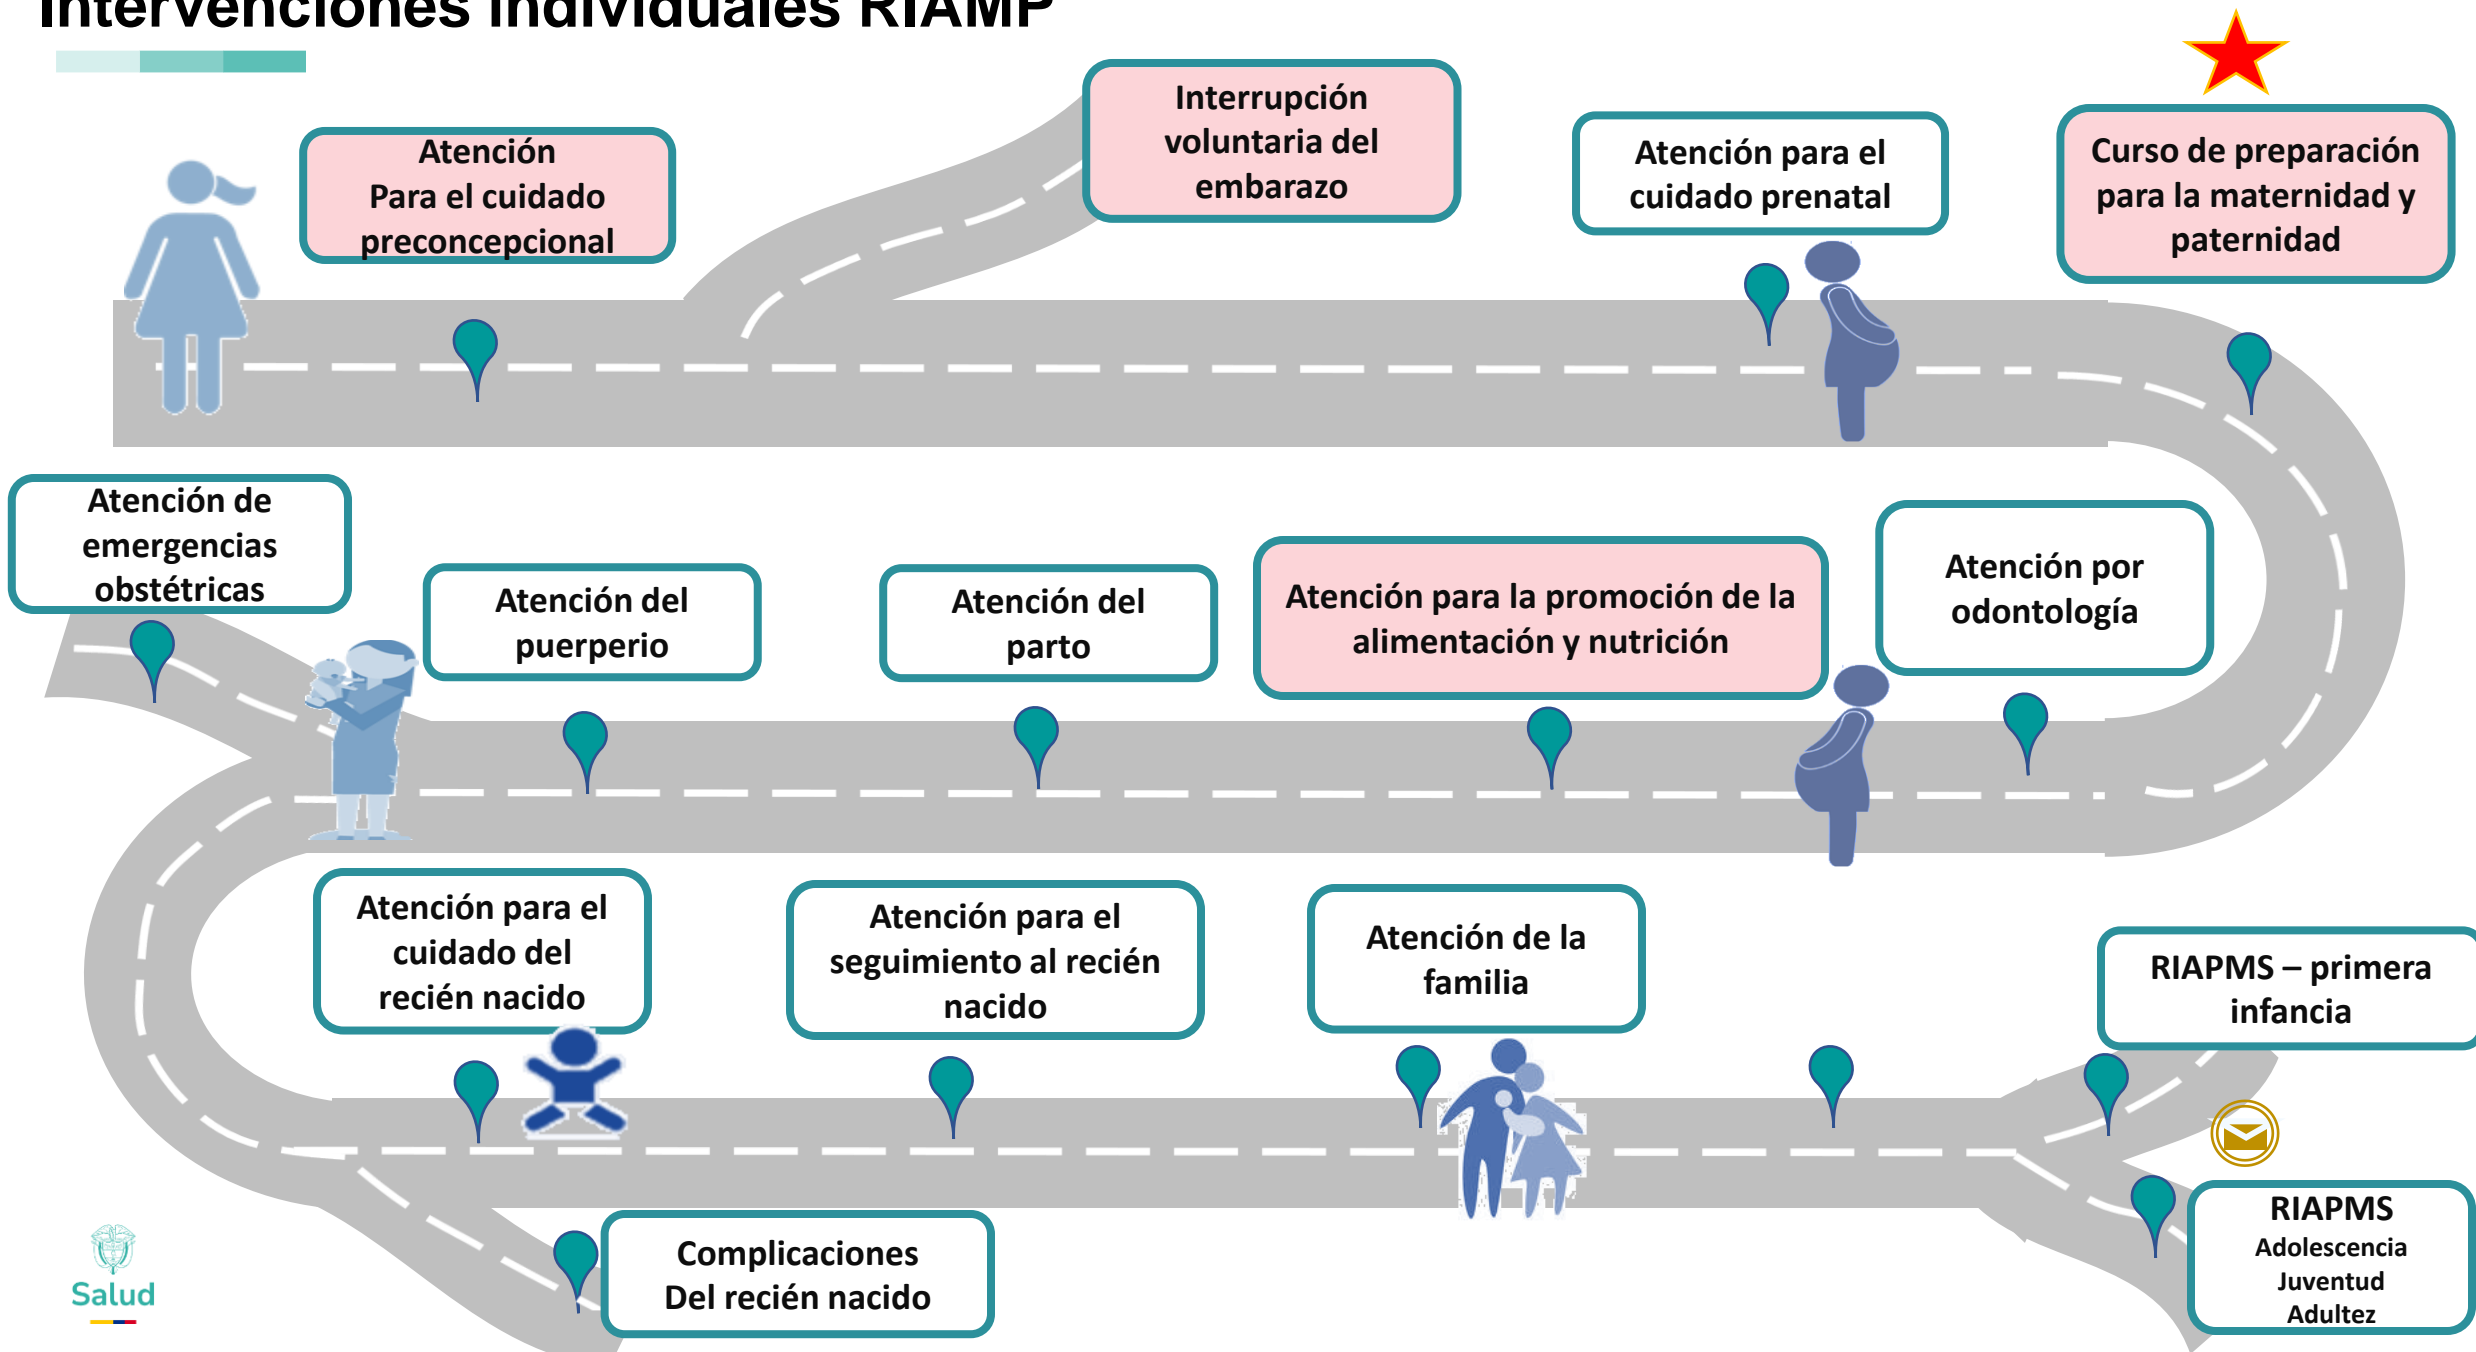 Intervenciones individuales RIAMP
Atención
Para el cuidado
preconcepcional
Interrupción
voluntaria del
embarazo
Atención para el
cuidado prenatal
Curso de preparación
para la maternidad y
paternidad
Atención de
emergencias
obstétricas
Atención del
puerperio
Atención del
parto
Atención para la promoción de la
alimentación y nutrición
Atención por
odontología
Atención para el
cuidado del
recién nacido
Atención para el
seguimiento al recién
nacido
Atención de la
familia
RIAPMS – primera
infancia
Complicaciones
Del recién nacido
RIAPMS
Adolescencia
Juventud
Adultez
Salud